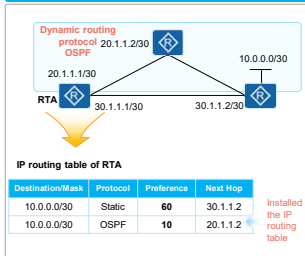 Dynamic routing
protocol
OSPF
20.1.1.2/30
10.0.0.0/30
20.1.1.1/30
RTA
30.1.1.1/30
30.1.1.2/30
R
R
R
IP routing table of RTA
Destination/Mask Protocol Preference Next Hop
10.0.0.0/30 Static 60 30.1.1.2
10.0.0.0/30 OSPF 10 20.1.1.2
Installed
the IP
routing
table